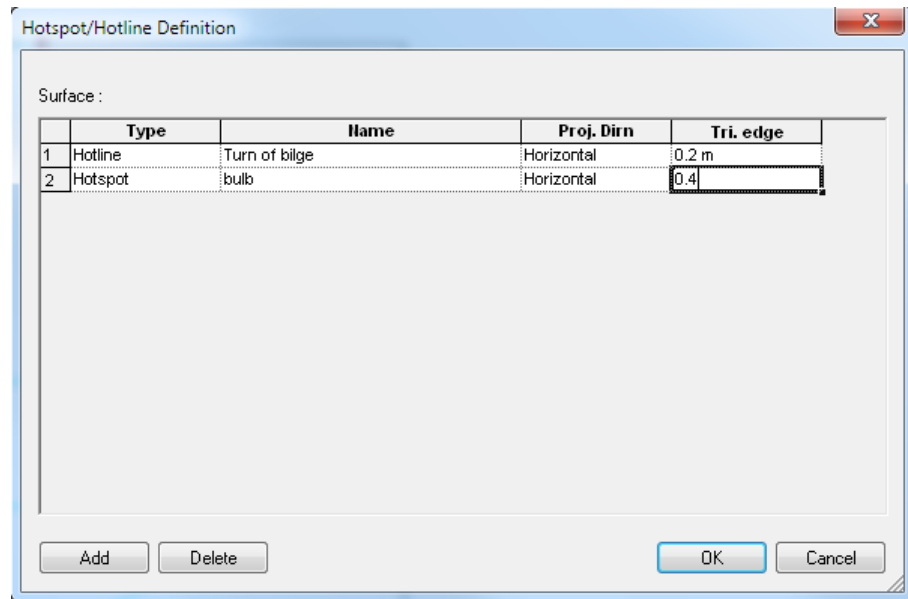 Hotspot/Hotline Definition
Surface :
Type Name Proj. Dirn Tri. edge
1 Hotline Turn of bilge Horizontal 0.2 m
2 Hotspot bulb Horizontal 0.4
Add Delete OK Cancel